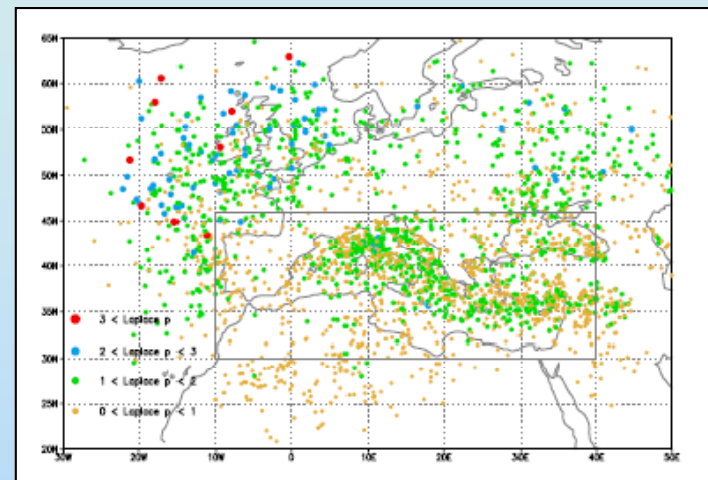 65N
60N
55N
50N
45N
40N
35N
3 < Laplace p
30N
2 < Laplace p < 3
1 < Laplace p < 2
25N
0 < Laplace p < 1
20N
30W 20W 10W 0 10E 20E 30E 40E 50E